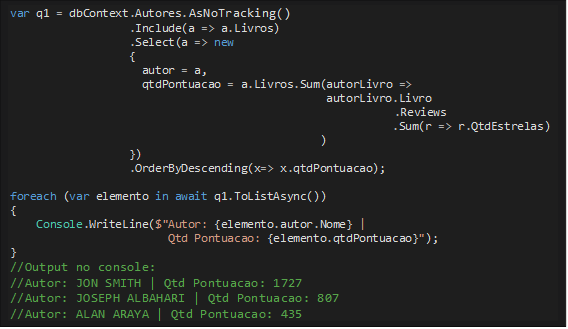 var q1 = dbContext.Autores.AsNoTracking()
.Include(a => a.Livros)
.Select(a => new
{
autor = a,
qtdPontuacao = a.Livros.Sum(autorLivro =>
autorLivro.Livro
.Reviews
.Sum(r => r.QtdEstrelas)
)
})
.OrderByDescending(x=> x.qtdPontuacao);
foreach (var elemento in await q1.ToListAsync())
{
Console.WriteLine($"Autor: {elemento.autor.Nome} |
Qtd Pontuacao: {elemento.qtdPontuacao}");
}
//Output no console:
//Autor: JON SMITH | Qtd Pontuacao: 1727
//Autor: JOSEPH ALBAHARI | Qtd Pontuacao: 807
//Autor: ALAN ARAYA | Qtd Pontuacao: 435